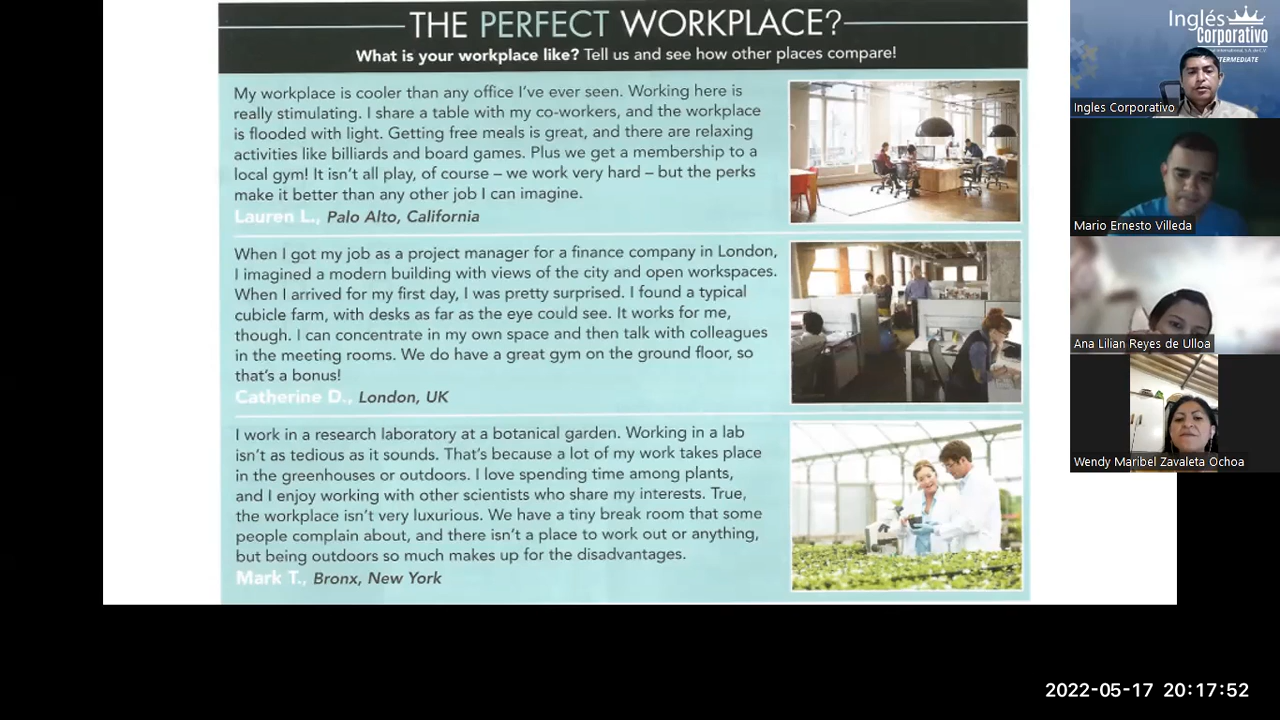 THE PERFECT WORKPLACE?
What is your workplace like? Tell us and see how other places compare!
My workplace is cooler than any office I've ever seen. Working here is
really stimulating. I share a table with my co-workers, and the workplace
is flooded with light. Getting free meals is great, and there are relaxing
activities like billiards and board games. Plus we get a membership to a
local gym! It isn't all play, of course – we work very hard – but the perks
make it better than any other job I can imagine.
Lauren L., Palo Alto, California
When I got my job as a project manager for a finance company in London,
I imagined a modern building with views of the city and open workspaces.
When I arrived for my first day, I was pretty surprised. I found a typical
cubicle farm, with desks as far as the eye could see. It works for me,
though. I can concentrate in my own space and then talk with colleagues
in the meeting rooms. We do have a great gym on the ground floor, so
that's a bonus!
Catherine D., London, UK
I work in a research laboratory at a botanical garden. Working in a lab
isn't as tedious as it sounds. That's because a lot of my work takes place
in the greenhouses or outdoors. I love spending time among plants,
and I enjoy working with other scientists who share my interests. True,
the workplace isn't very luxurious. We have a tiny break room that some
people complain about, and there isn't a place to work out or anything,
but being outdoors so much makes up for the disadvantages.
Mark T., Bronx, New York
Inglés
Corporativo
Ingles Corporativo
Mario Ernesto Villeda
Ana Lilian Reyes de Ulloa
Wendy Maribel Zavaleta Ochoa
2022-05-17 20:17:52